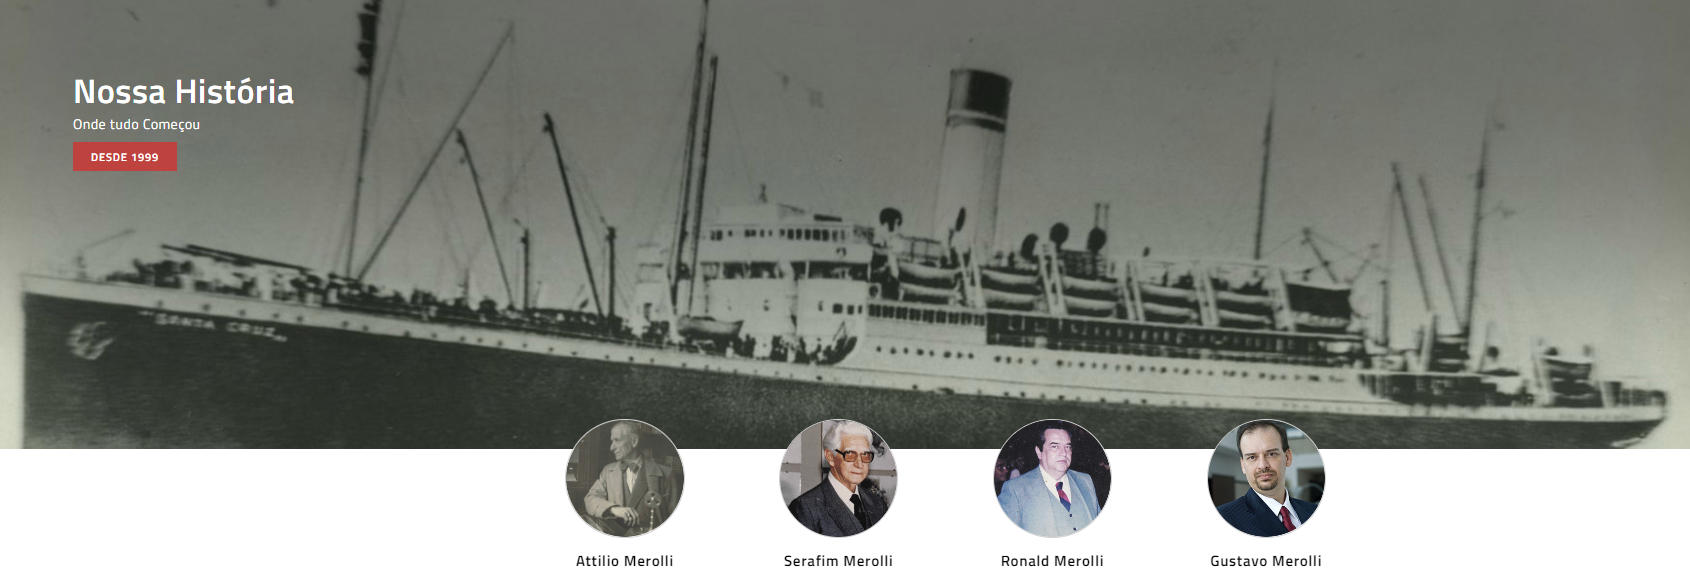 Nossa História
Onde tudo Começou
DESDE 1999
"SANTA CRUZ"
Attilio Merolli
Serafim Merolli
Ronald Merolli
Gustavo Merolli